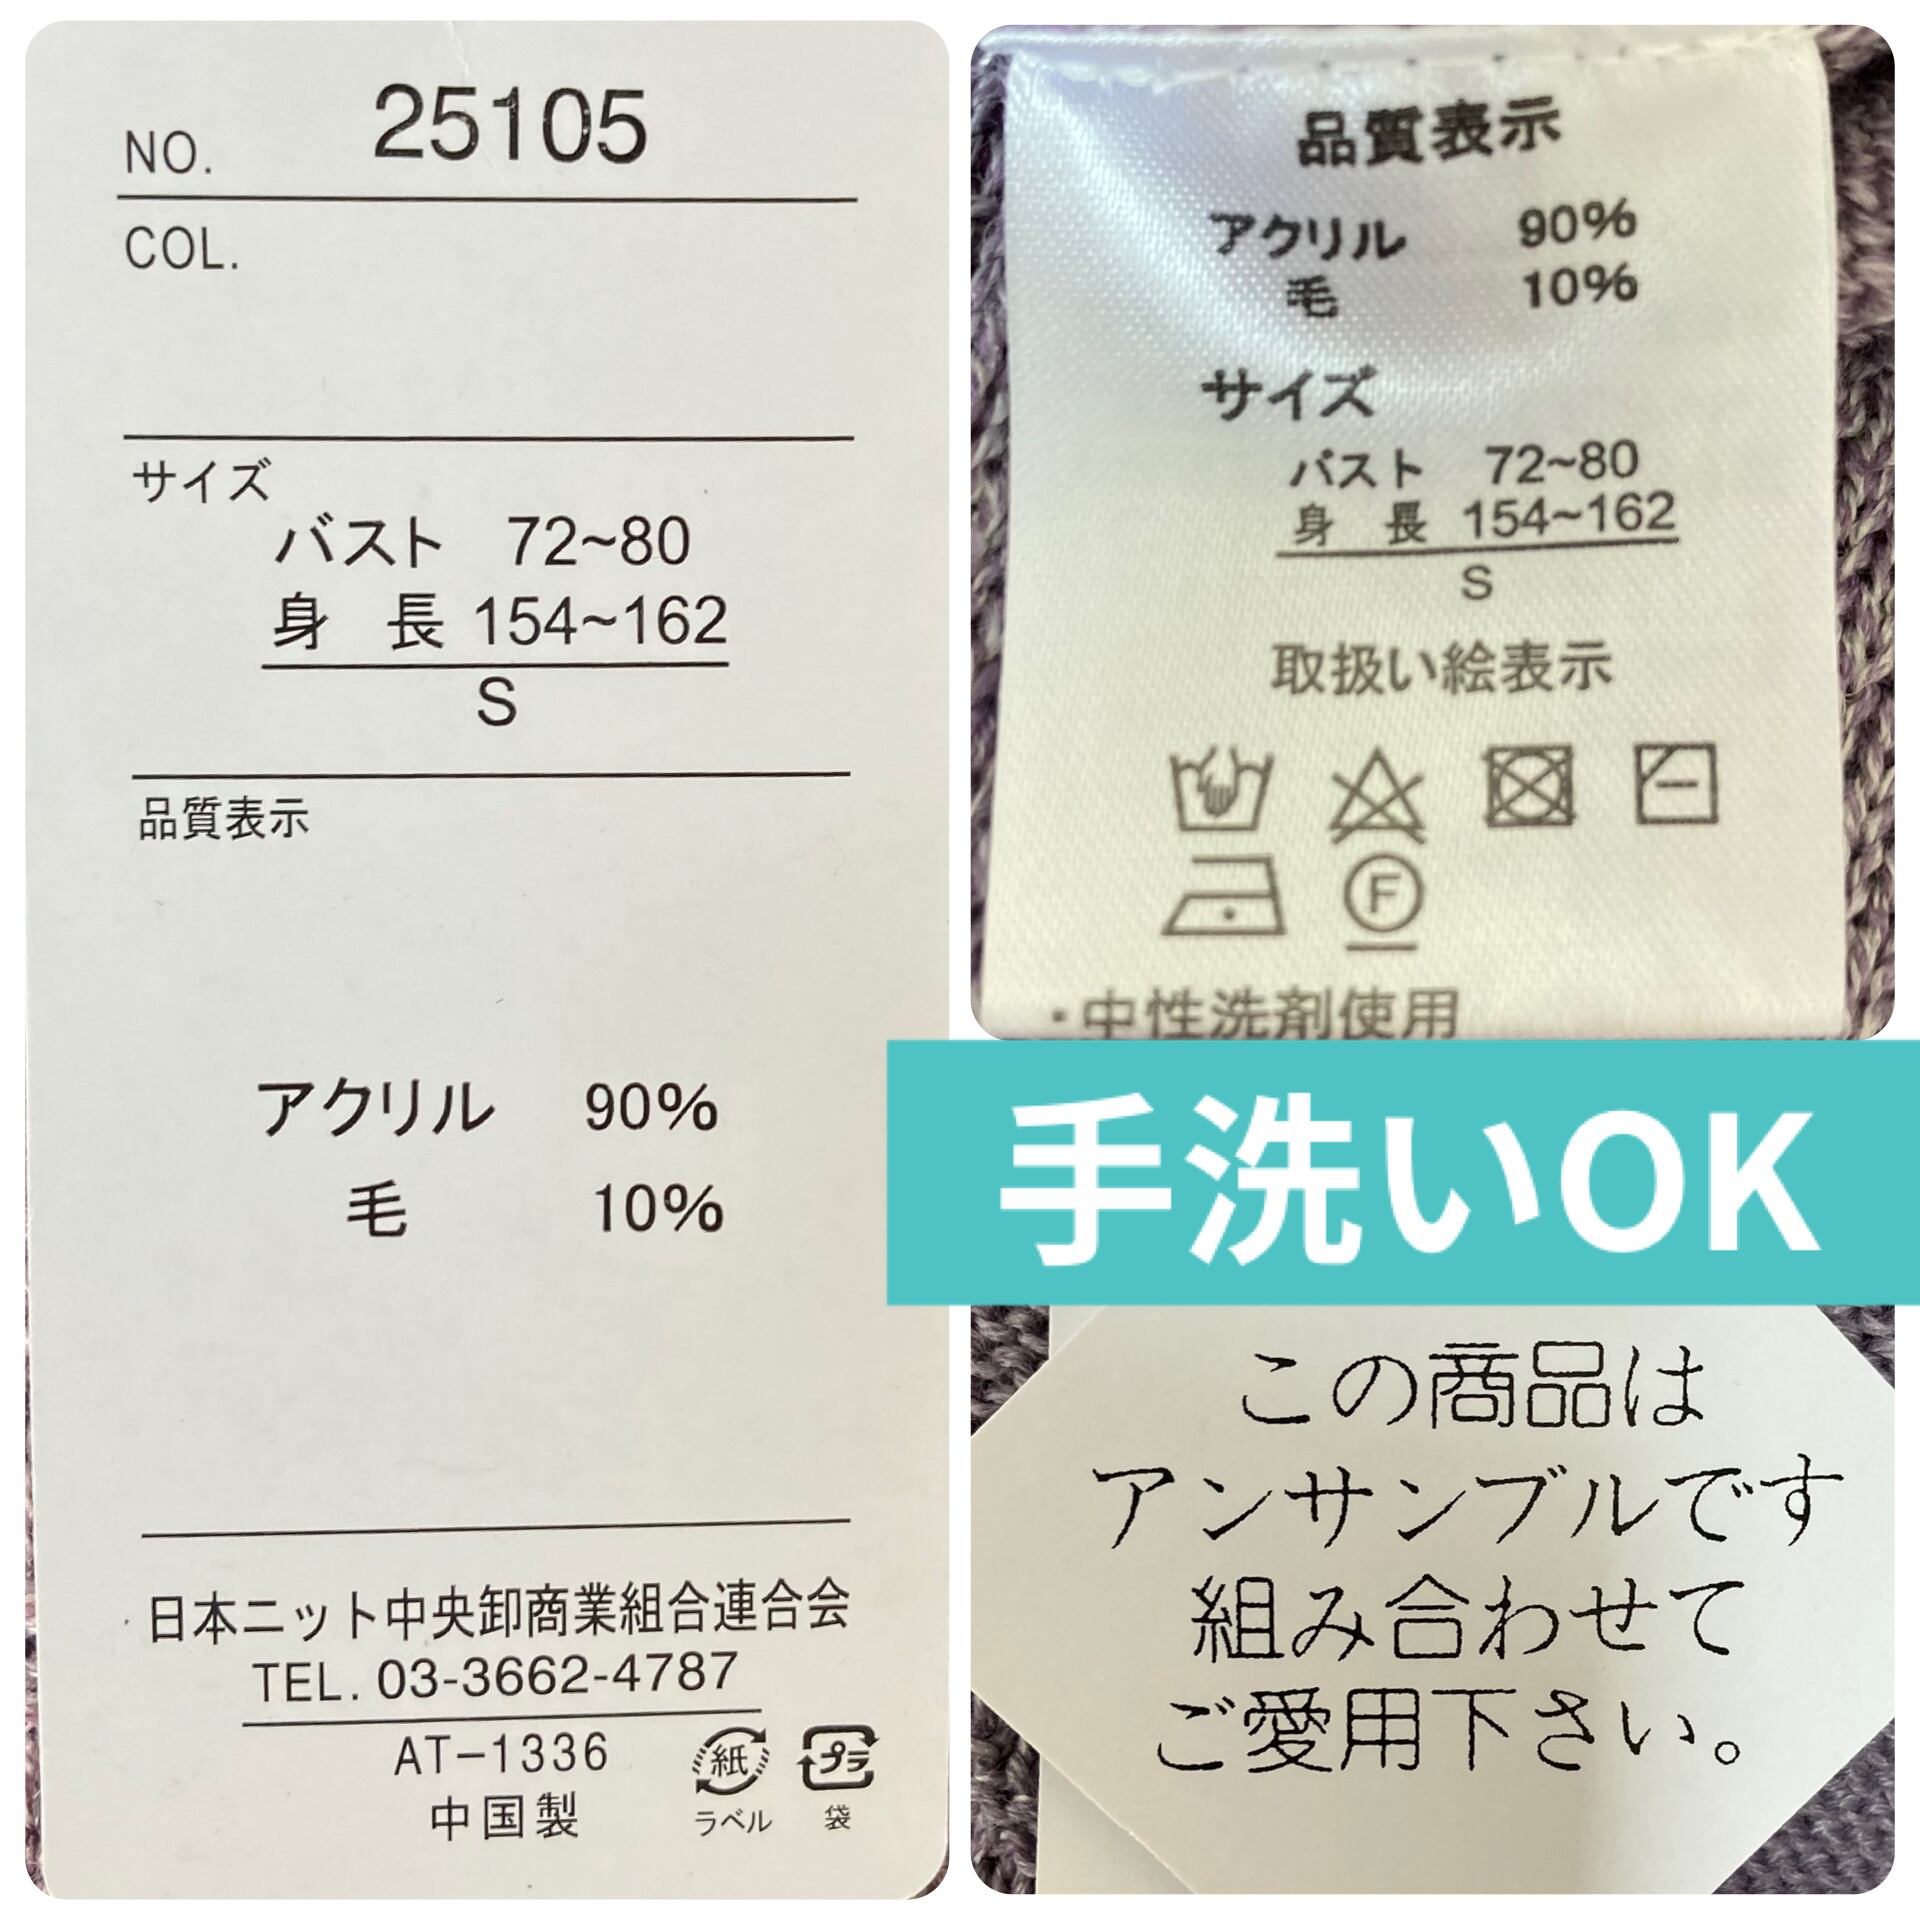 NO. 25105
COL.
サイズ
バスト 72~80
身 長 154~162
S
品質表示
アクリル 90%
毛 10%
日本ニット中央卸商業組合連合会
TEL. 03-3662-4787
AT-1336
中国製
紙
ラベル
プラ
袋
品質表示
アクリル 90%
毛 10%
サイズ
バスト 72~80
身 長 154~162
S
取扱い絵表示
F
・中性洗剤使用
手洗いOK
この商品は
アンサンブルです
組み合わせて
ご愛用下さい。